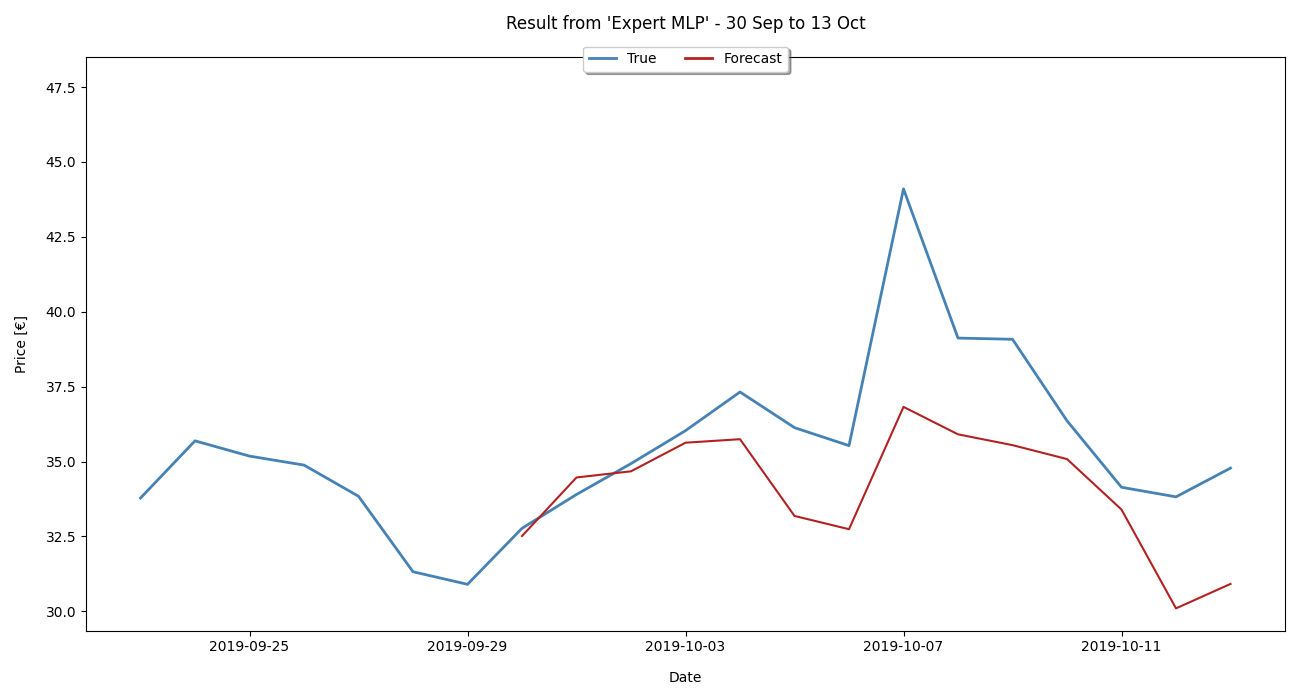 Result from 'Expert MLP' - 30 Sep to 13 Oct
True Forecast
47.5
45.0
42.5
40.0
37.5
35.0
32.5
30.0
Price [€]
2019-09-25 2019-09-29 2019-10-03 2019-10-07 2019-10-11
Date